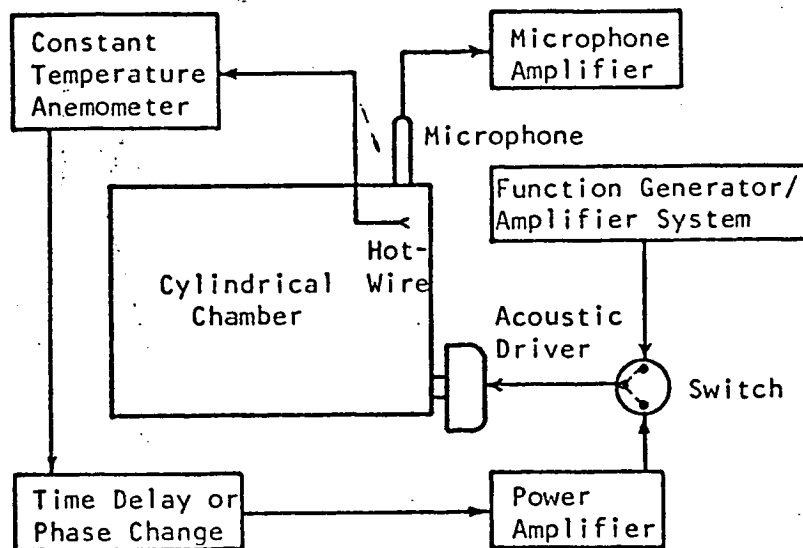 Constant
Temperature
Anemometer
Microphone
Amplifier
Microphone
Function Generator/
Amplifier System
Hot-
Wire
Cylindrical
Chamber
Acoustic
Driver
Switch
Time Delay or
Phase Change
Power
Amplifier